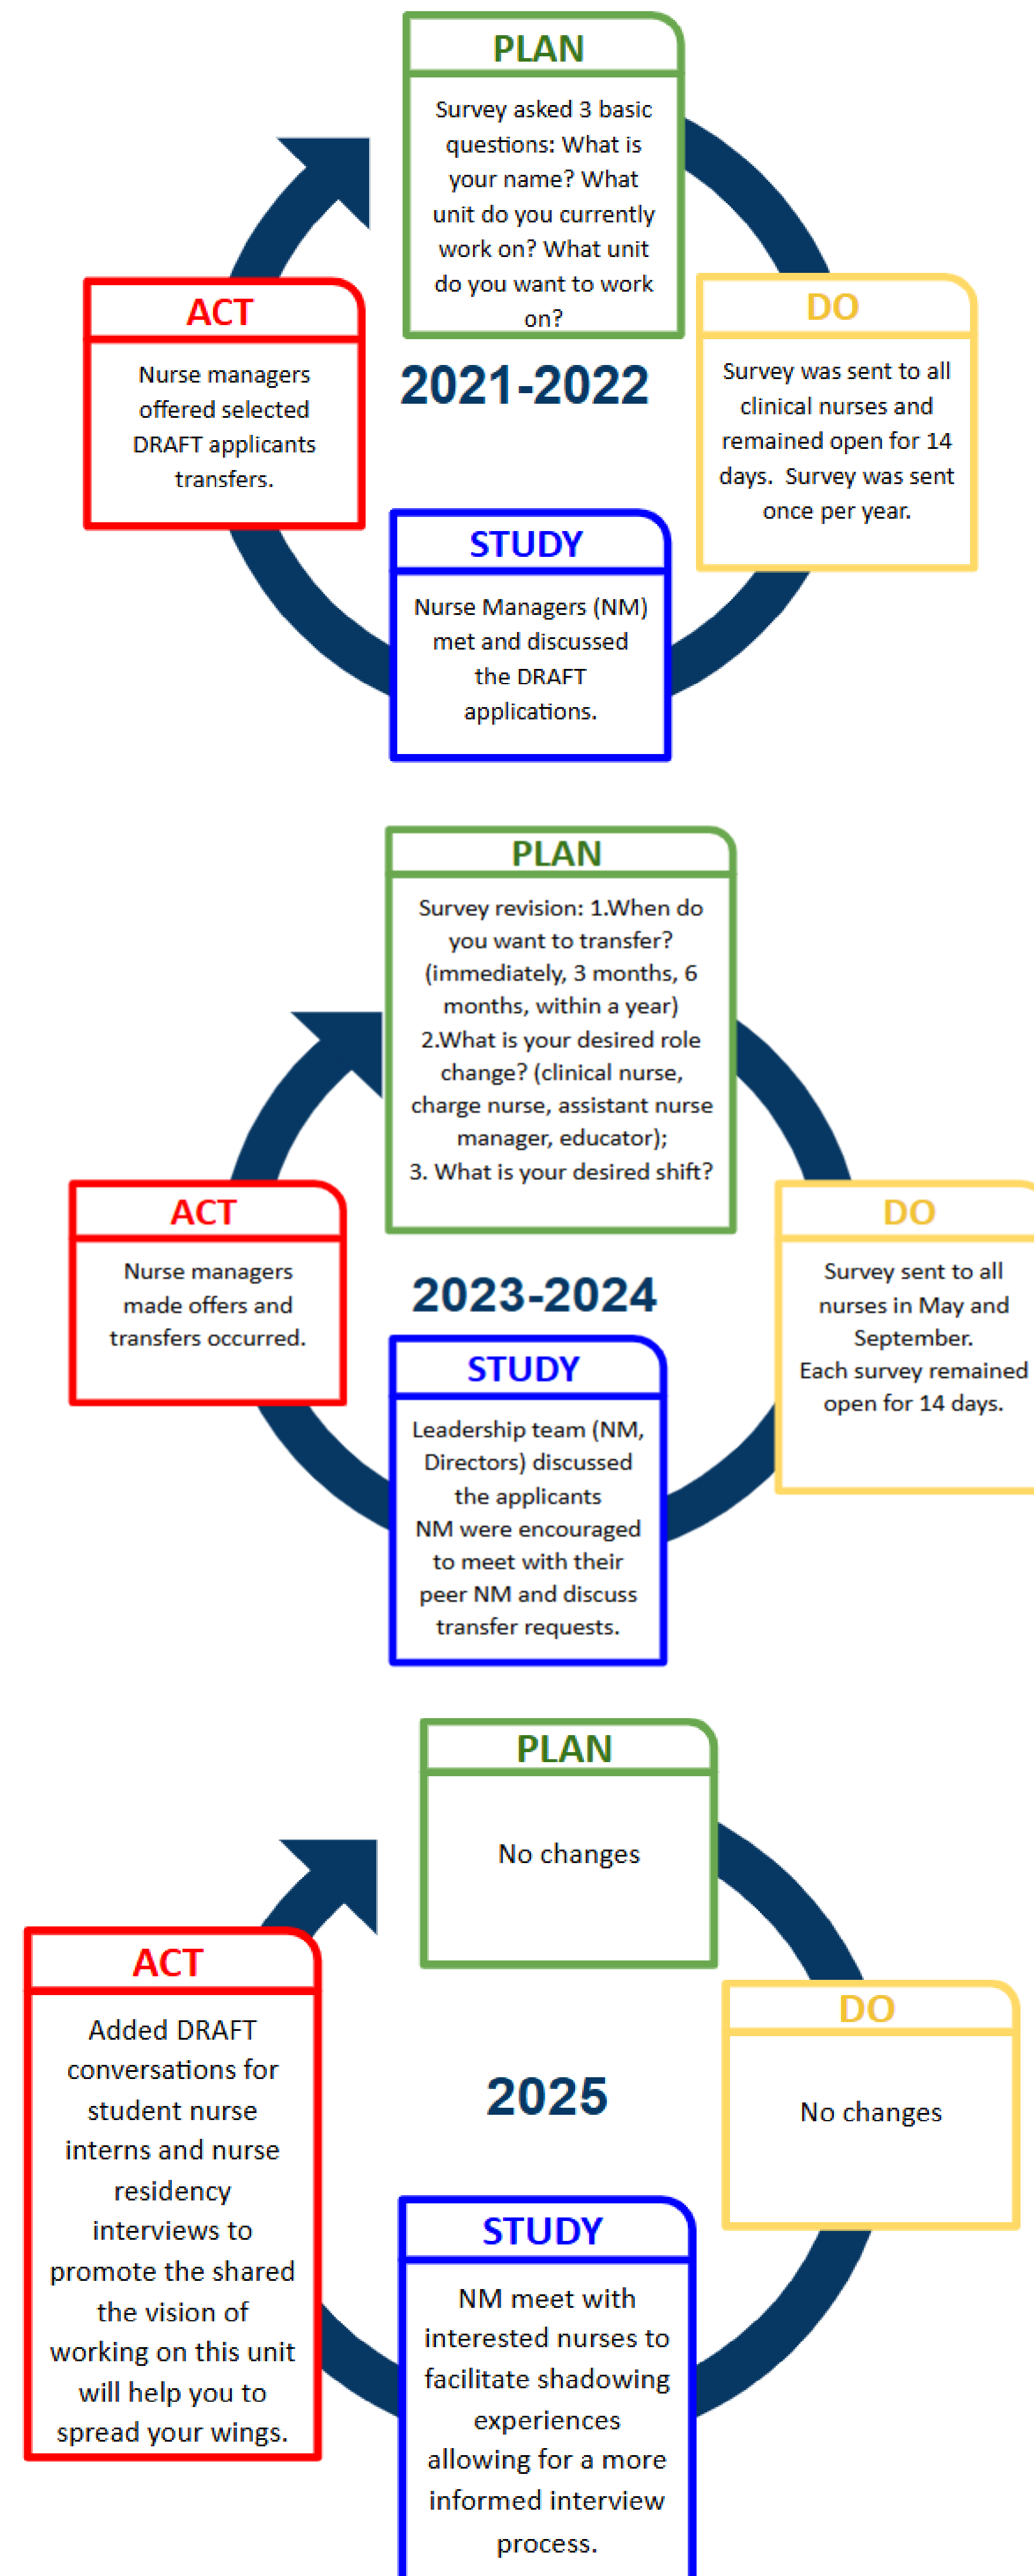 PLAN
Survey asked 3 basic
questions: What is
your name? What
unit do you currently
work on? What unit
do you want to work
on?
DO
Survey was sent to all
clinical nurses and
remained open for 14
days.  Survey was sent
once per year.
2021-2022
STUDY
Nurse Managers (NM)
met and discussed
the DRAFT
applications.
ACT
Nurse managers
offered selected
DRAFT applicants
transfers.
PLAN
Survey revision: 1.When do
you want to transfer?
(immediately, 3 months, 6
months, within a year)
2.What is your desired role
change? (clinical nurse,
charge nurse, assistant nurse
manager, educator);
3. What is your desired shift?
DO
Survey sent to all
nurses in May and
September.
Each survey remained
open for 14 days.
2023-2024
STUDY
Leadership team (NM,
Directors) discussed
the applicants
NM were encouraged
to meet with their
peer NM and discuss
transfer requests.
ACT
Nurse managers
made offers and
transfers occurred.
PLAN
No changes
DO
No changes
2025
STUDY
NM meet with
interested nurses to
facilitate shadowing
experiences
allowing for a more
informed interview
process.
ACT
Added DRAFT
conversations for
student nurse
interns and nurse
residency
interviews to
promote the shared
the vision of
working on this unit
will help you to
spread your wings.